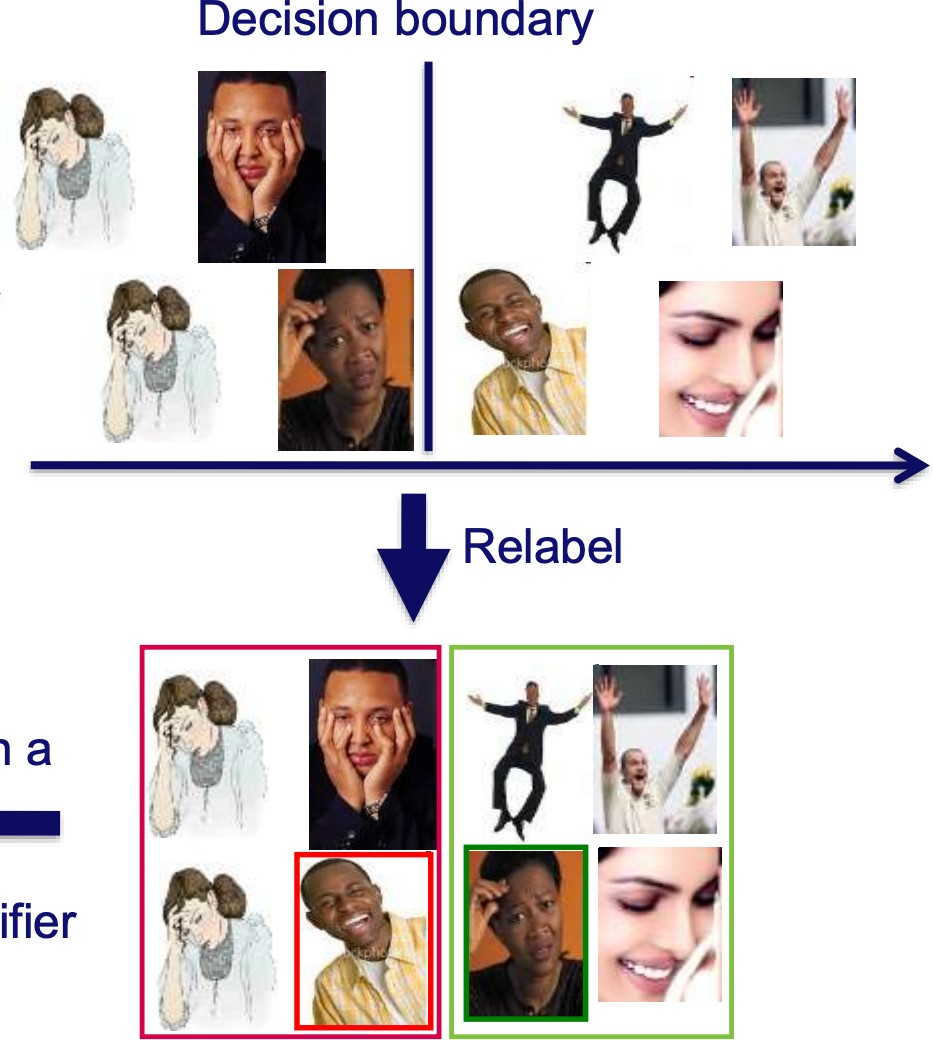 Decision boundary
Relabel
n a
ifier